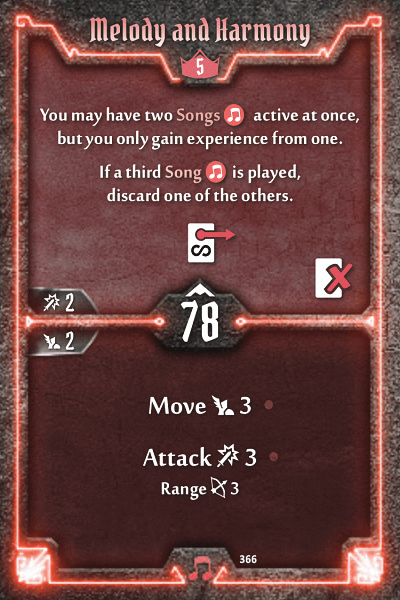 Melody and Harmony
5
You may have two Songs active at once,
but you only gain experience from one.
If a third Song is played,
discard one of the others.
S
2
78
2
Move 3
Attack 3
Range 3
366